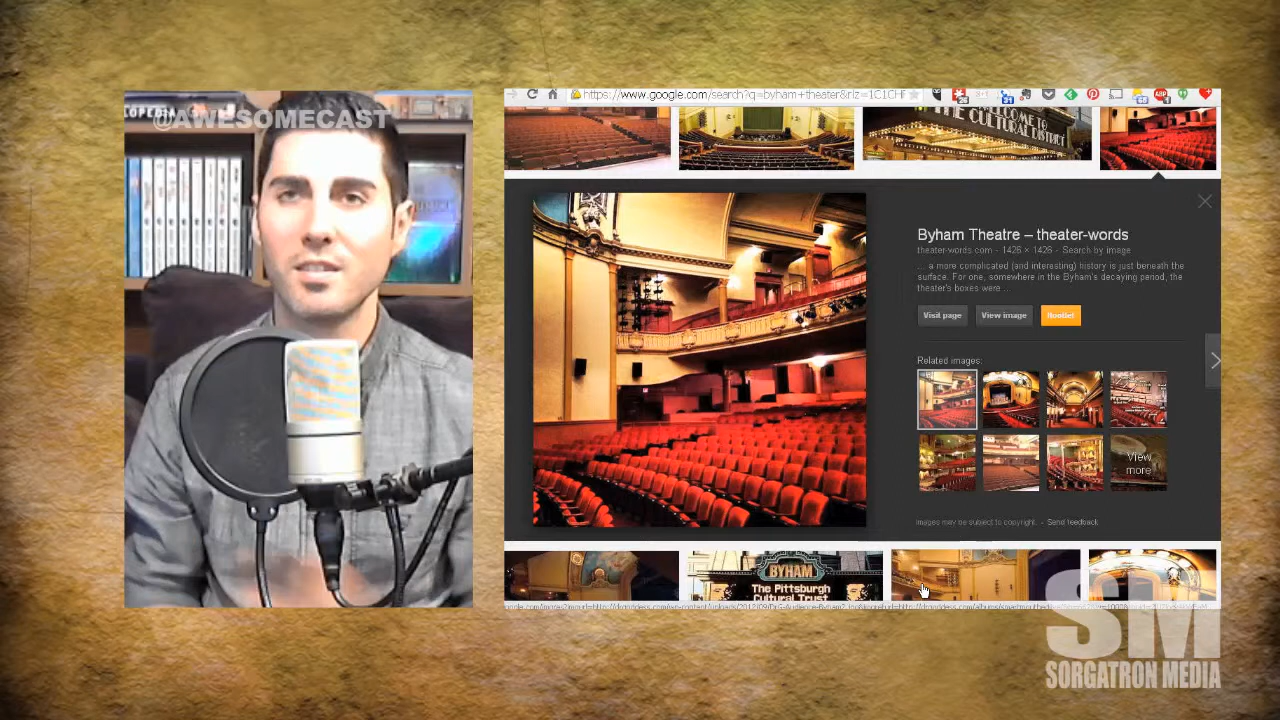 LOPEDIA
@AWESOMECAST
https://www.google.com/search?q=byham+theater&rlz=1C1CHF
WELCOME TO
THE CULTURAL DISTRICT
Byham Theatre – theater-words
theater-words.com - 1426 × 1426 - Search by image
... a more complicated (and interesting) history is just beneath the
surface. For one, somewhere in the Byham's decaying period, the
theater's boxes were ...
Visit page
View image
Related images:
View
more
Images may be subject to copyright. - Send feedback
BYHAM
The Pittsburgh
Cultural Trust
SM
SORGATRON MEDIA